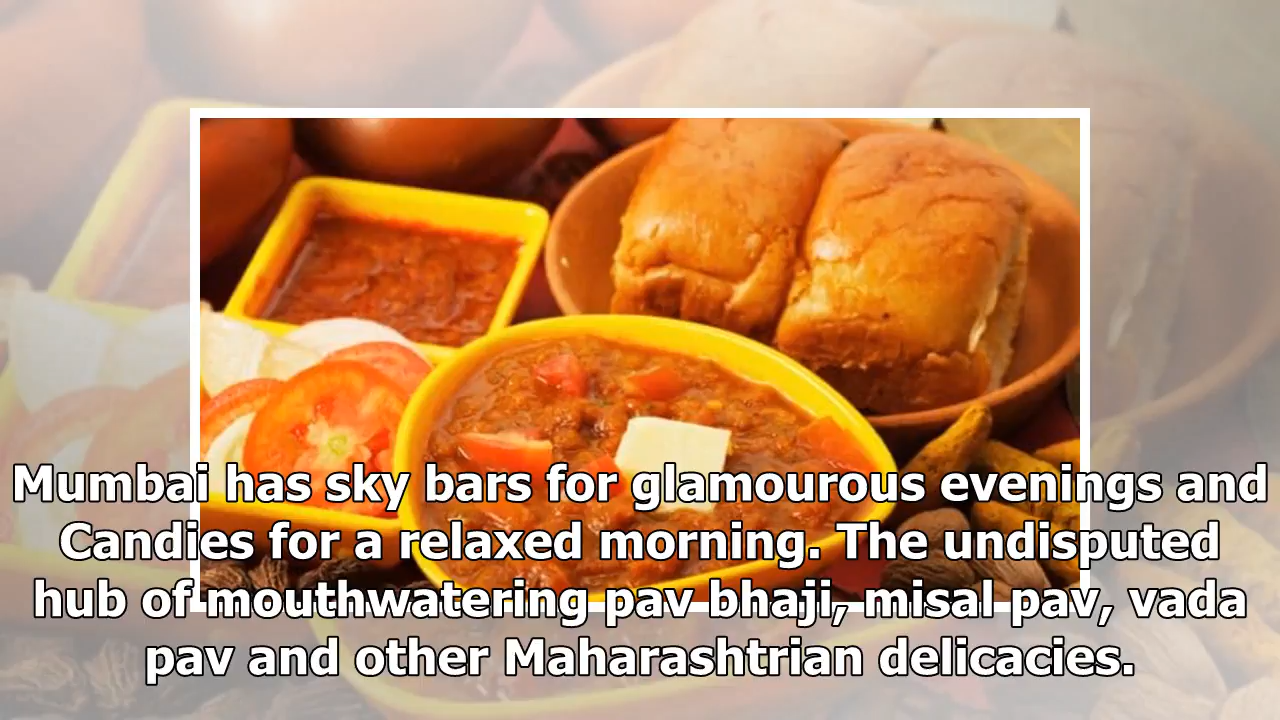 Mumbai has sky bars for glamourous evenings and
Candies for a relaxed morning. The undisputed
hub of mouthwatering pav bhaji, misal pav, vada
pav and other Maharashtrian delicacies.